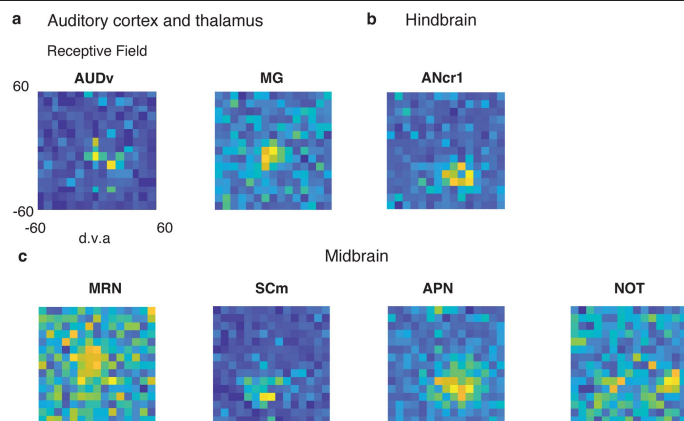 a Auditory cortex and thalamus
b Hindbrain
Receptive Field
AUDv
MG
ANcr1
60
-60
-60
60
d.v.a
c Midbrain
MRN
SCm
APN
NOT